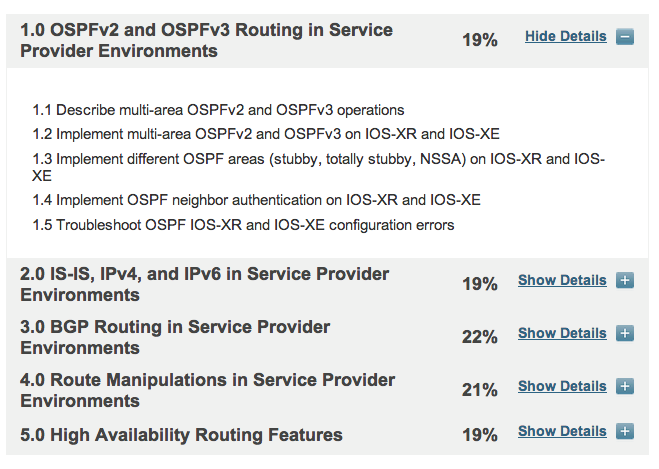 1.0 OSPFv2 and OSPFv3 Routing in Service
Provider Environments
19%
Hide Details
1.1 Describe multi-area OSPFv2 and OSPFv3 operations
1.2 Implement multi-area OSPFv2 and OSPFv3 on IOS-XR and IOS-XE
1.3 Implement different OSPF areas (stubby, totally stubby, NSSA) on IOS-XR and IOS-
XE
1.4 Implement OSPF neighbor authentication on IOS-XR and IOS-XE
1.5 Troubleshoot OSPF IOS-XR and IOS-XE configuration errors
2.0 IS-IS, IPv4, and IPv6 in Service Provider
Environments
19%
Show Details
3.0 BGP Routing in Service Provider
Environments
22%
Show Details
4.0 Route Manipulations in Service Provider
Environments
21%
Show Details
5.0 High Availability Routing Features
19%
Show Details